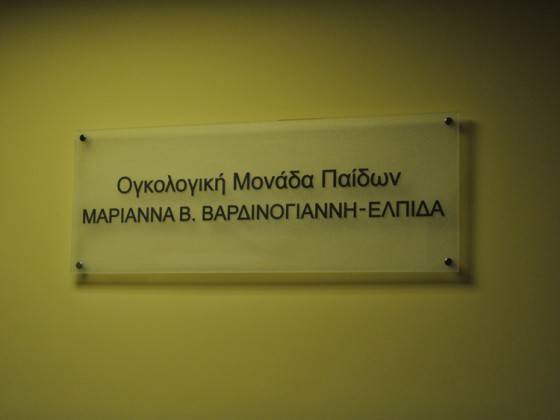 Ογκολογική Μονάδα Παίδων
ΜΑΡΙΑΝΝΑ Β. ΒΑΡΔΙΝΟΓΙΑΝΝΗ-ΕΛΠΙΔΑ